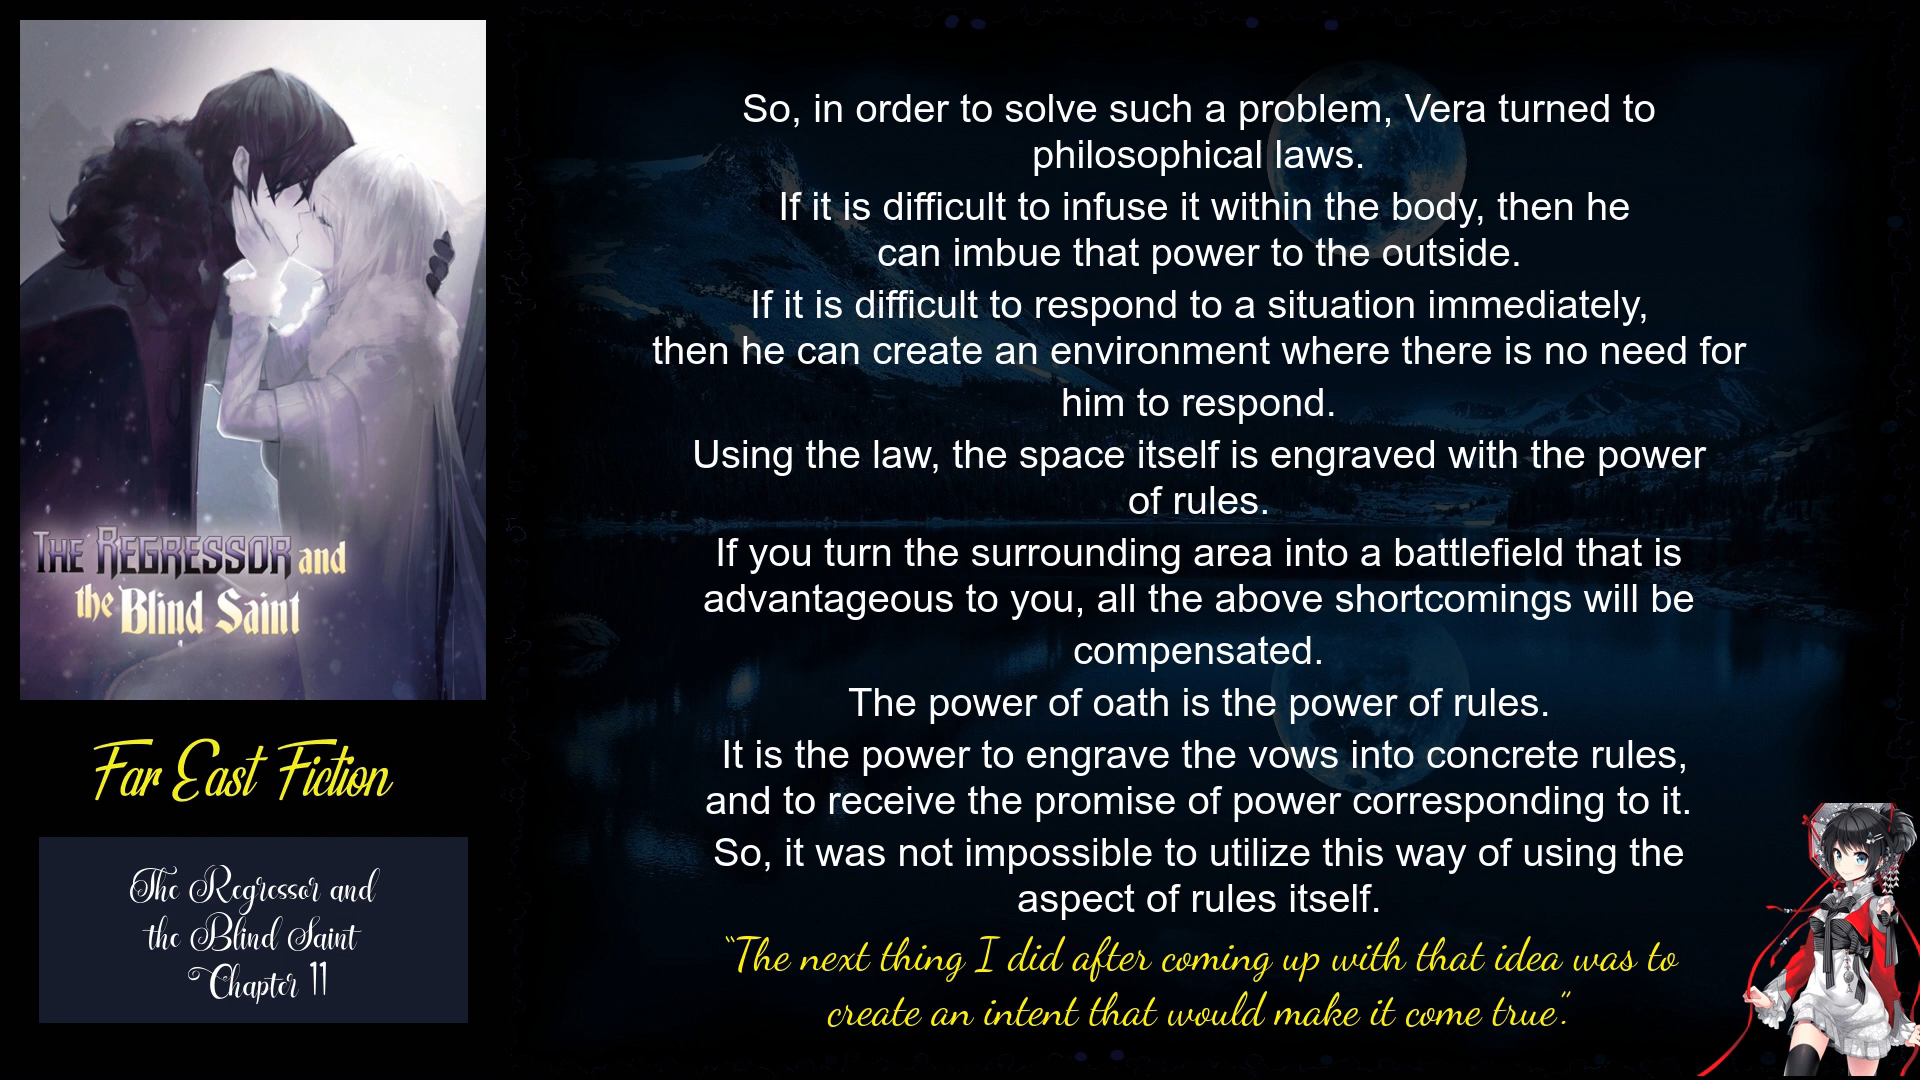 THE REGRESSOR and
the Blind Saint
Far East Fiction
The Regressor and
the Blind Saint
Chapter 11
So, in order to solve such a problem, Vera turned to
philosophical laws.
If it is difficult to infuse it within the body, then he
can imbue that power to the outside.
If it is difficult to respond to a situation immediately,
then he can create an environment where there is no need for
him to respond.
Using the law, the space itself is engraved with the power
of rules.
If you turn the surrounding area into a battlefield that is
advantageous to you, all the above shortcomings will be
compensated.
The power of oath is the power of rules.
It is the power to engrave the vows into concrete rules,
and to receive the promise of power corresponding to it.
So, it was not impossible to utilize this way of using the
aspect of rules itself.
“The next thing I did after coming up with that idea was to
create an intent that would make it come true”.